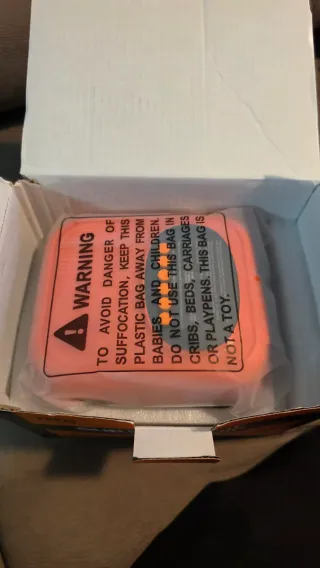 WARNING
TO AVOID DANGER OF
SUFFOCATION, KEEP THIS
PLASTIC BAG AWAY FROM
BABIES AND CHILDREN.
DO NOT USE THIS BAG IN
CRIBS, BEDS, CARRIAGES
OR PLAYPENS. THIS BAG IS
NOT A TOY.